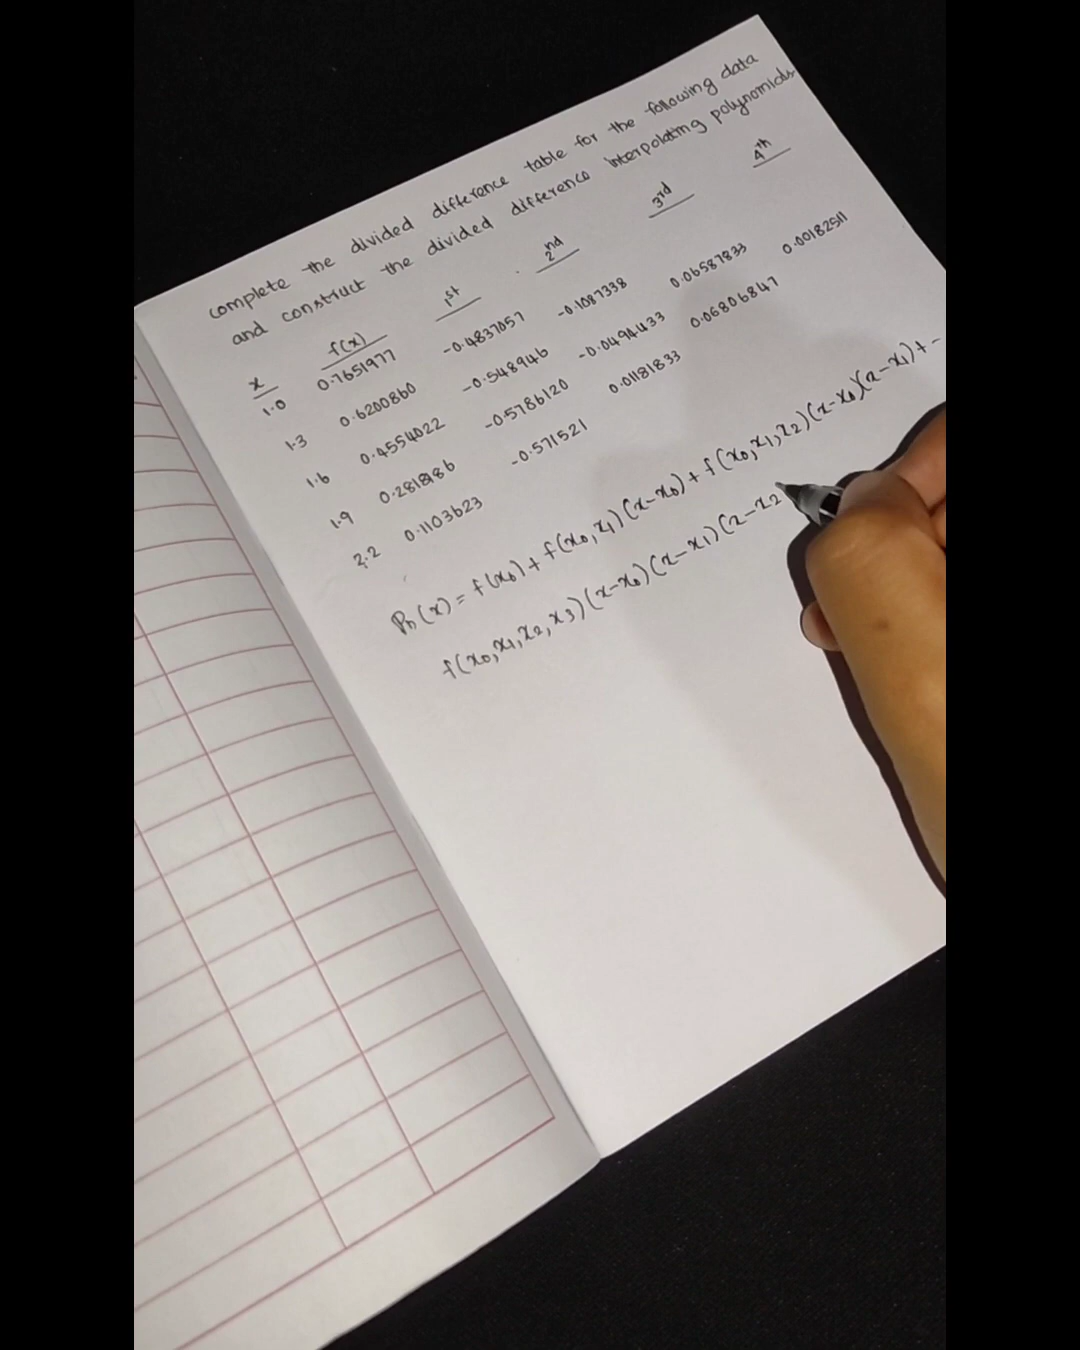 complete the divided difference table for the following data
and construct the divided difference interpolating polynomials
x f(x) 1st 2nd 3rd 4th
1.0 0.7651977 -0.4837057 -0.1087338 0.06587833 0.00182511
1.3 0.6200860 -0.548946 -0.0494433 0.06806847
1.6 0.4554022 -0.5786120 0.01181833
1.9 0.2818186 -0.571521
2.2 0.1103623
Pn(x) = f(x0) + f(x0,x1)(x-x0) + f(x0,x1,x2)(x-x0)(x-x1) + -
f(x0,x1,x2,x3)(x-x0)(x-x1)(x-x2